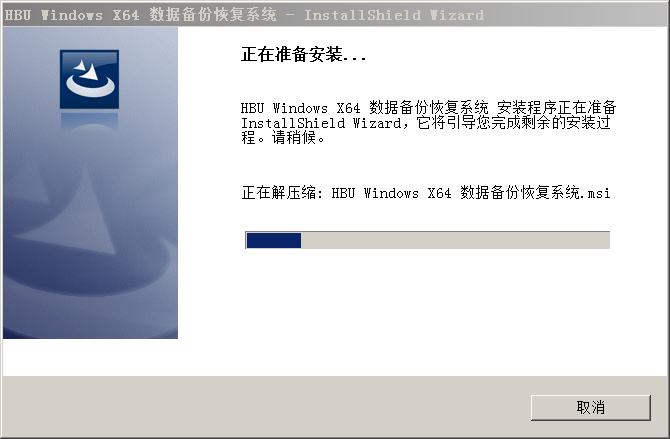 HBU Windows X64 数据备份恢复系统 - InstallShield Wizard
正在准备安装...
HBU Windows X64 数据备份恢复系统 安装程序正在准备
InstallShield Wizard，它将引导您完成剩余的安装过
程。请稍候。
正在解压缩: HBU Windows X64 数据备份恢复系统.msi
取消